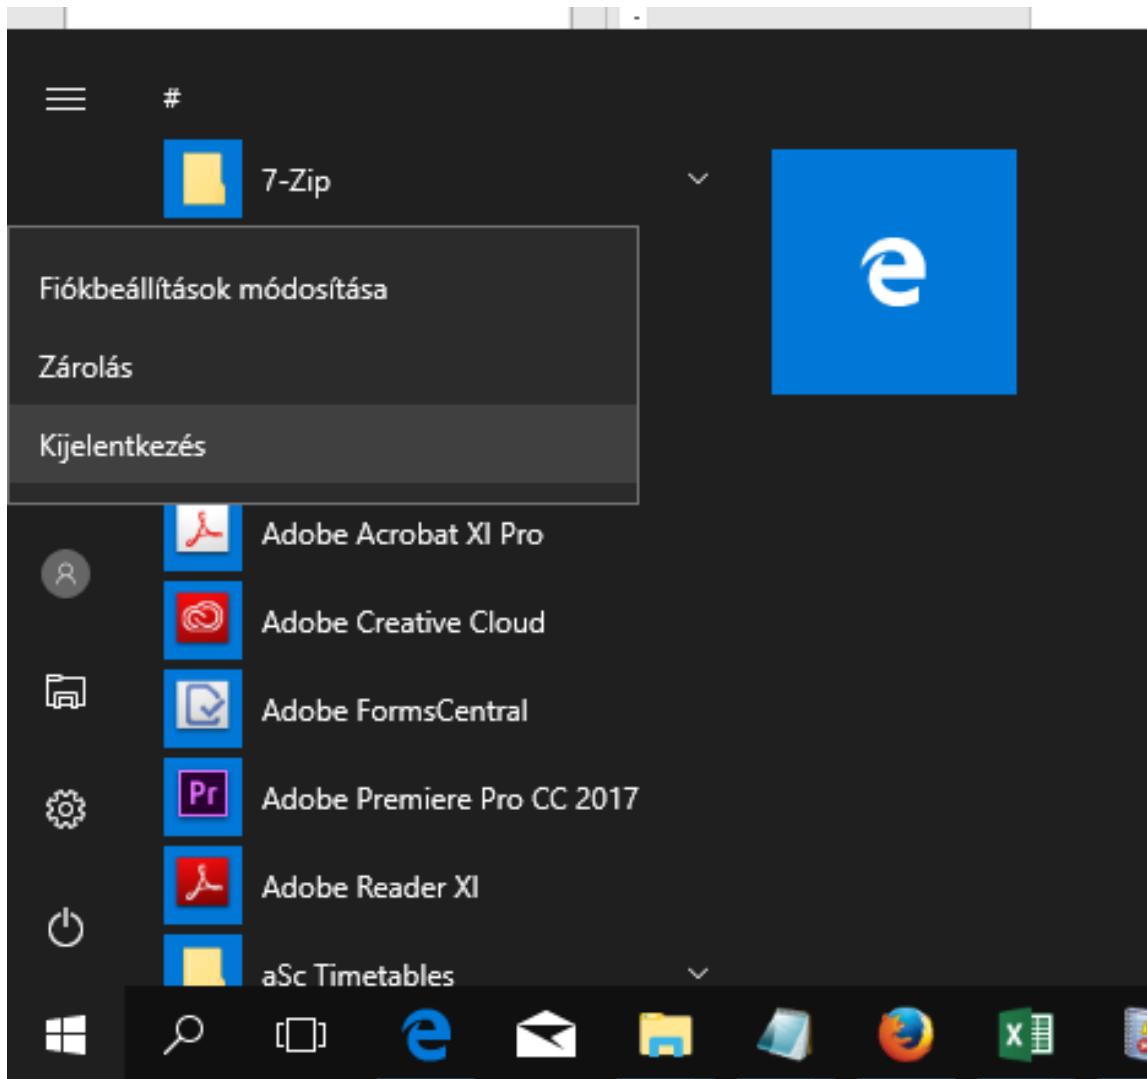 #
7-Zip
Fiókbeállítások módosítása
Zárolás
Kijelentkezés
Adobe Acrobat XI Pro
Adobe Creative Cloud
Adobe FormsCentral
Pr
Adobe Premiere Pro CC 2017
Adobe Reader XI
aSc Timetables